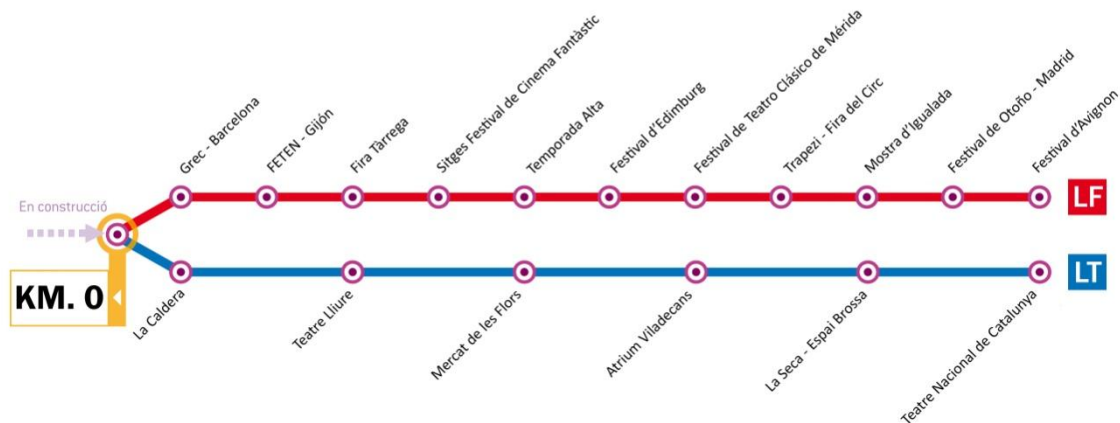 Grec - Barcelona
FETEN - Gijón
Fira Tàrrega
Sitges Festival de Cinema Fantàstic
Temporada Alta
Festival d'Edimburg
Festival de Teatro Clásico de Mérida
Trapezi - Fira del Circ
Mostra d'Igualada
Festival de Otoño - Madrid
Festival d'Avignon
LF
En construcció
KM. 0
LT
La Caldera
Teatre Lliure
Mercat de les Flors
Atrium Viladecans
La Seca - Espai Brossa
Teatre Nacional de Catalunya